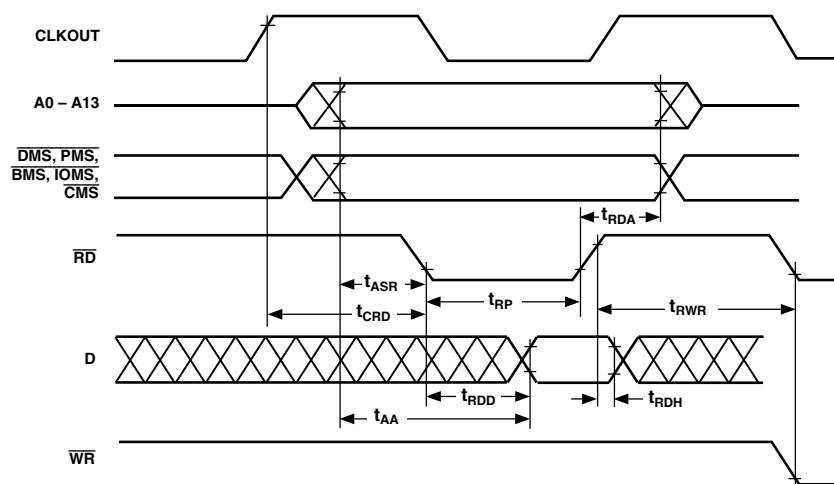 CLKOUT
A0 – A13
DMS, PMS,
BMS, IOMS,
CMS
tRDA
RD
tASR
tRP
tCRD
tRWR
D
tRDD
tAA
tRDH
WR